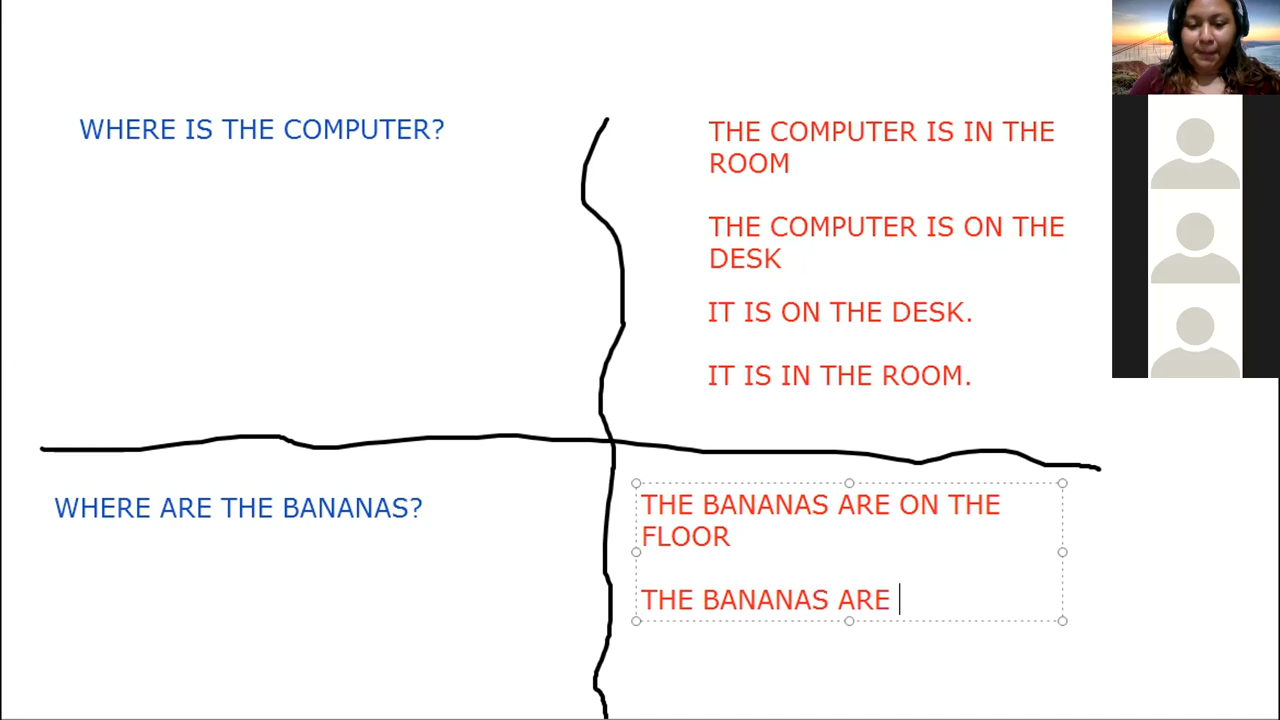 WHERE IS THE COMPUTER?
THE COMPUTER IS IN THE
ROOM
THE COMPUTER IS ON THE
DESK
IT IS ON THE DESK.
IT IS IN THE ROOM.
WHERE ARE THE BANANAS?
THE BANANAS ARE ON THE
FLOOR
THE BANANAS ARE